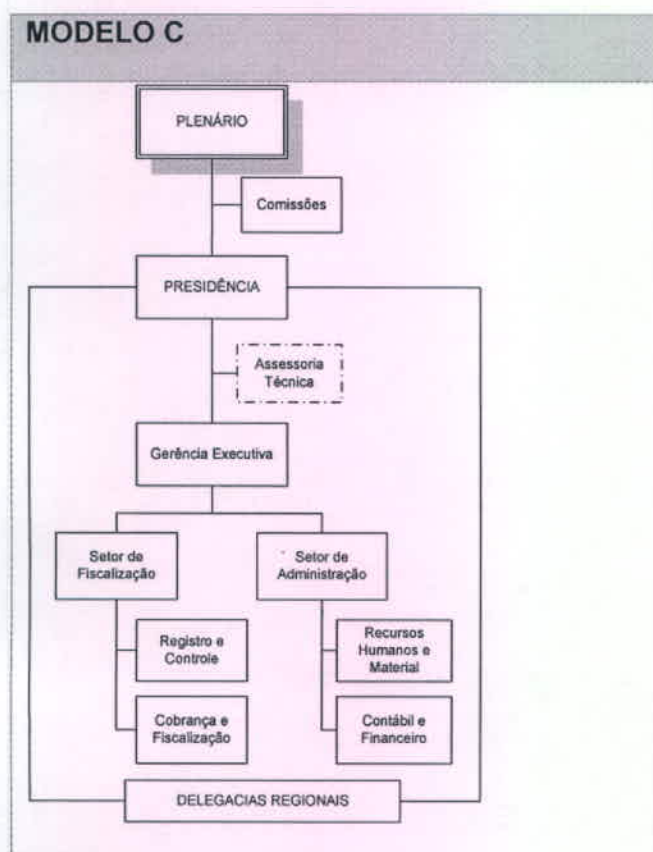 MODELO C
PLENÁRIO
Comissões
PRESIDÊNCIA
Assessoria
Técnica
Gerência Executiva
Setor de
Fiscalização
Setor de
Administração
Registro e
Controle
Recursos
Humanos e
Material
Cobrança e
Fiscalização
Contábil e
Financeiro
DELEGACIAS REGIONAIS